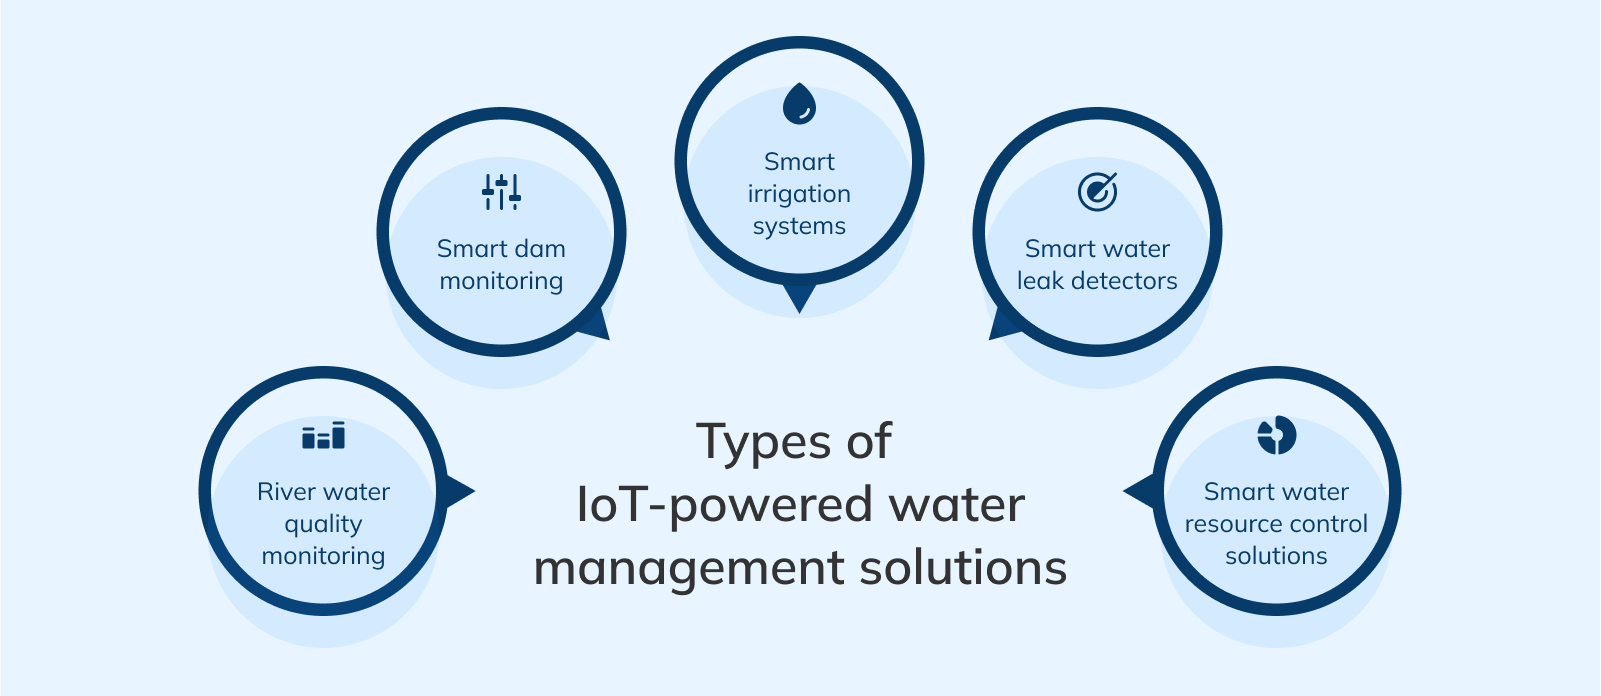 Smart
irrigation
systems
Smart dam
monitoring
Smart water
leak detectors
River water
quality
monitoring
Types of
IoT-powered water
management solutions
Smart water
resource control
solutions